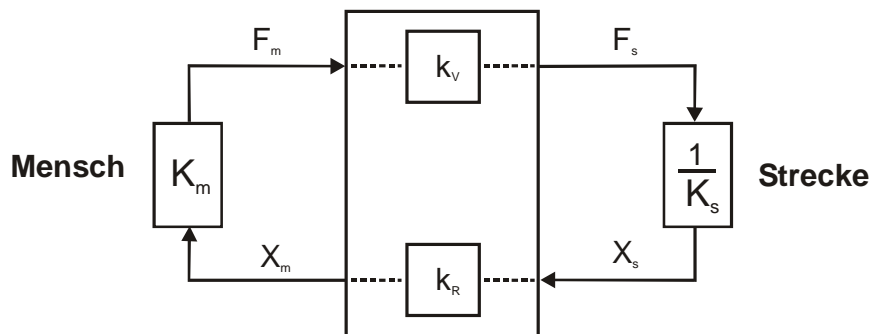 F_m
k_V
F_s
Mensch
K_m
1
K_s
Strecke
X_m
k_R
X_s